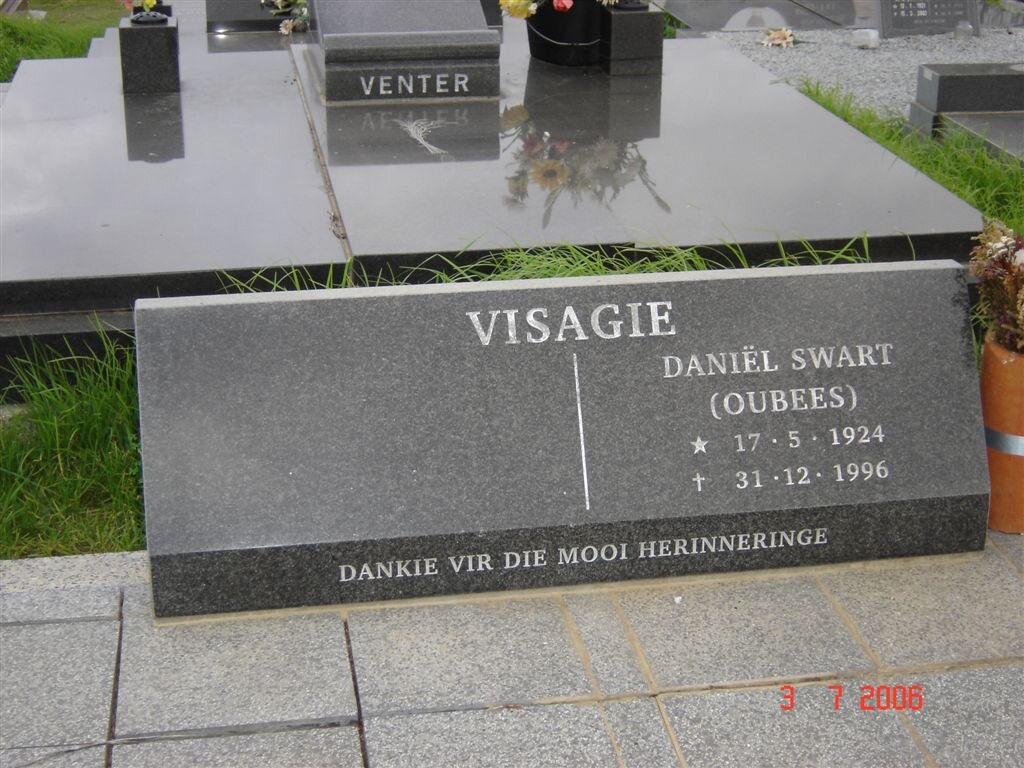 VENTER
VISAGIE
DANIËL SWART
(OUBEES)
★ 17·5·1924
† 31·12·1996
DANKIE VIR DIE MOOI HERINNERINGE
3 7 2006